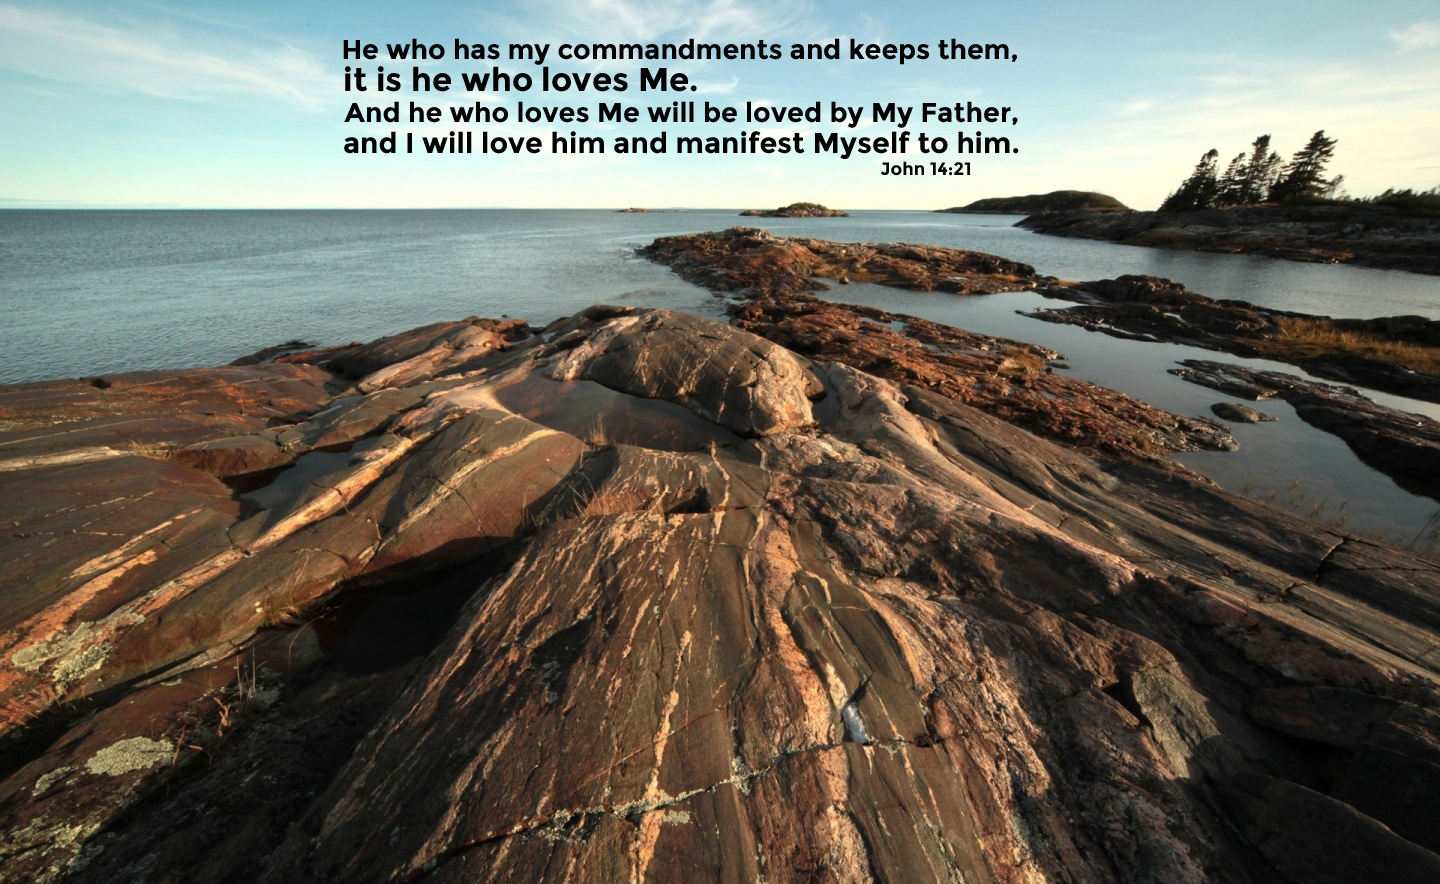 He who has my commandments and keeps them,
it is he who loves Me.
And he who loves Me will be loved by My Father,
and I will love him and manifest Myself to him.
John 14:21